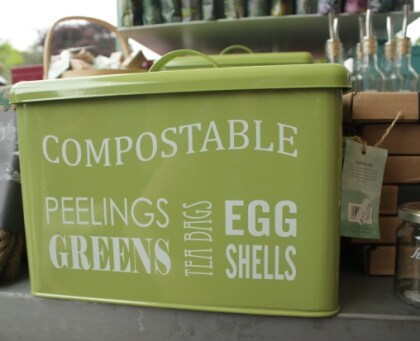 COMPOSTABLE
PEELINGS
GREENS
TEA BAGS
EGG
SHELLS